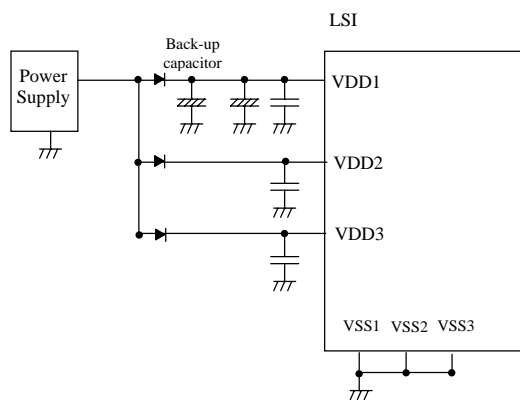 LSI
Back-up
capacitor
Power
Supply
VDD1
VDD2
VDD3
VSS1 VSS2 VSS3